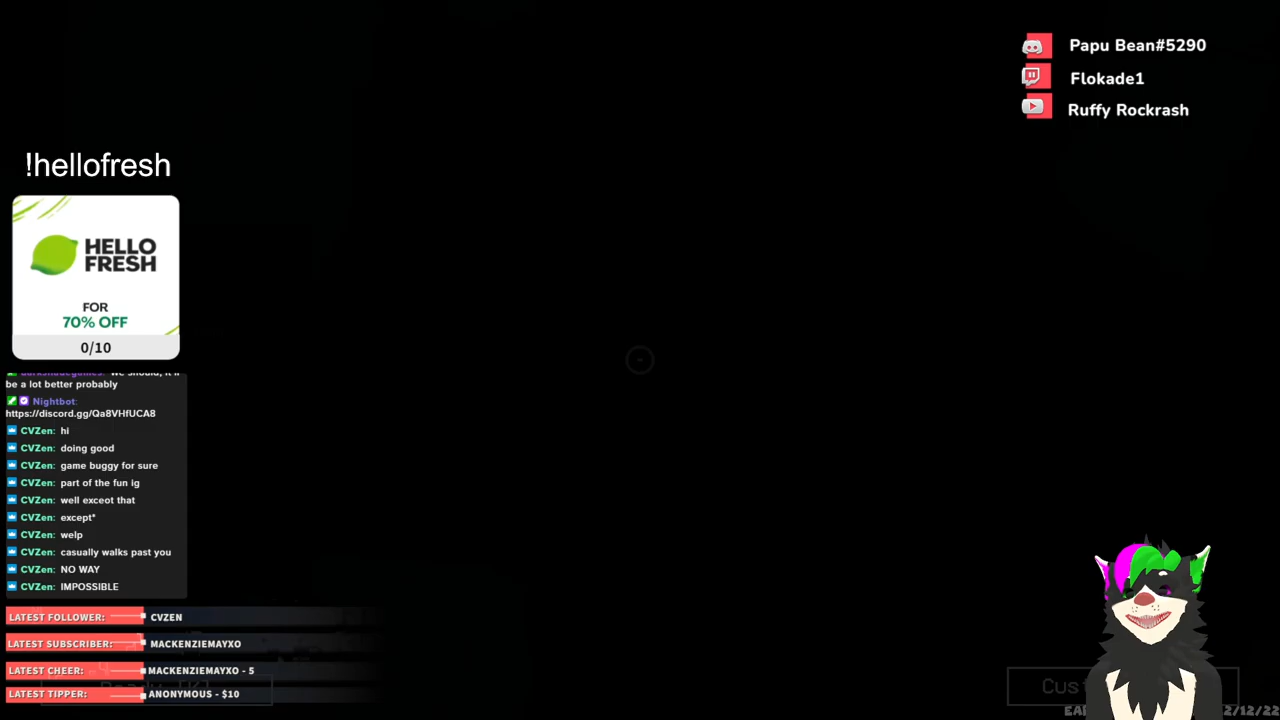 Papu Bean#5290
Flokade1
Ruffy Rockrash
!hellofresh
HELLO
FRESH
FOR
70% OFF
0/10
be a lot better probably
Nightbot:
https://discord.gg/Qa8VHfUCA8
CVZen: hi
CVZen: doing good
CVZen: game buggy for sure
CVZen: part of the fun ig
CVZen: well exceot that
CVZen: except*
CVZen: welp
CVZen: casually walks past you
CVZen: NO WAY
CVZen: IMPOSSIBLE
LATEST FOLLOWER: CVZEN
LATEST SUBSCRIBER: MACKENZIEMAYXO
LATEST CHEER: MACKENZIEMAYXO - 5
LATEST TIPPER: ANONYMOUS - $10
2/12/22